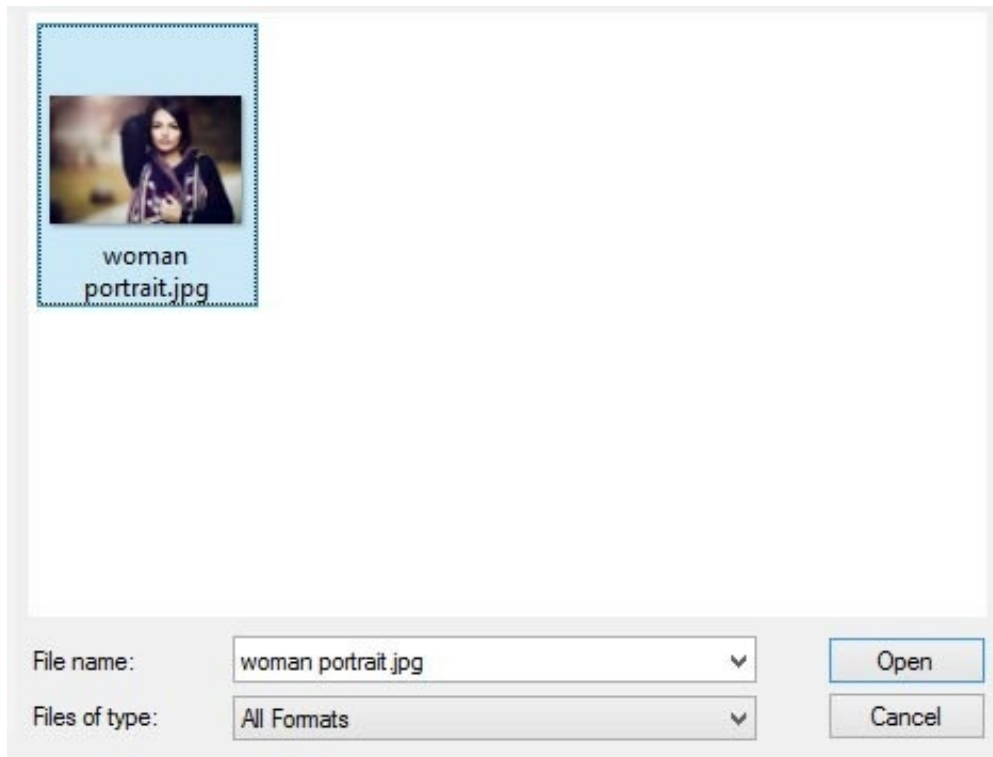 woman
portrait.jpg
File name:
woman portrait.jpg
Open
Files of type:
All Formats
Cancel